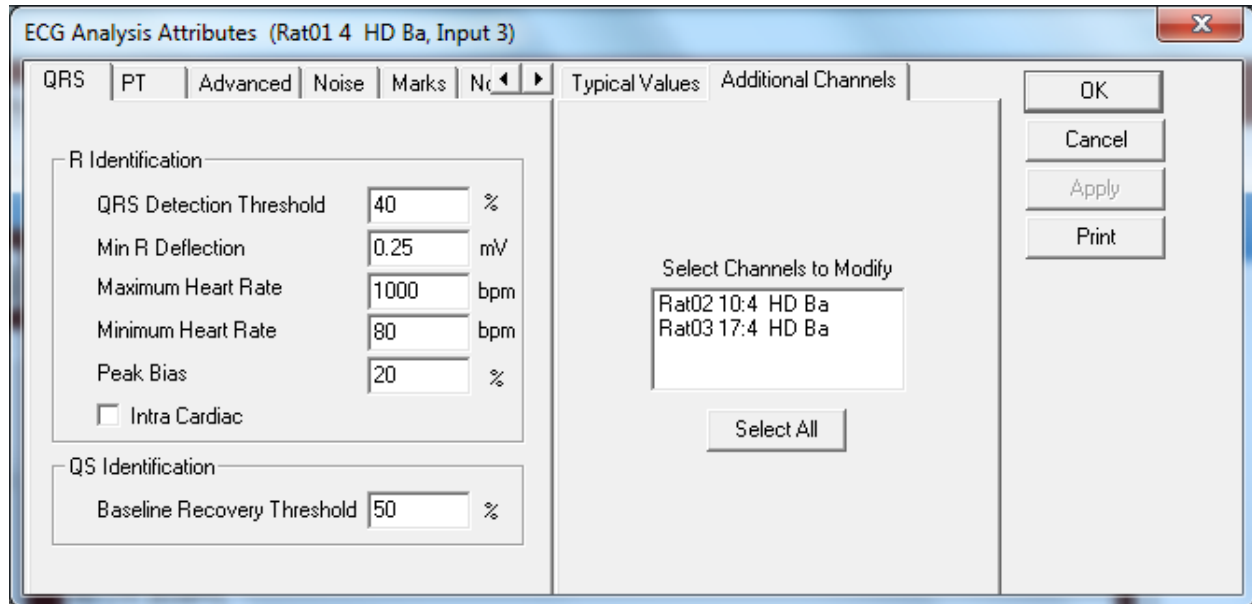 ECG Analysis Attributes (Rat01 4 HD Ba, Input 3)
QRS PT Advanced Noise Marks No
Typical Values Additional Channels
OK
Cancel
Apply
Print
R Identification
QRS Detection Threshold 40 %
Min R Deflection 0.25 mV
Maximum Heart Rate 1000 bpm
Minimum Heart Rate 80 bpm
Peak Bias 20 %
Intra Cardiac
QS Identification
Baseline Recovery Threshold 50 %
Select Channels to Modify
Rat02 10:4 HD Ba
Rat03 17:4 HD Ba
Select All